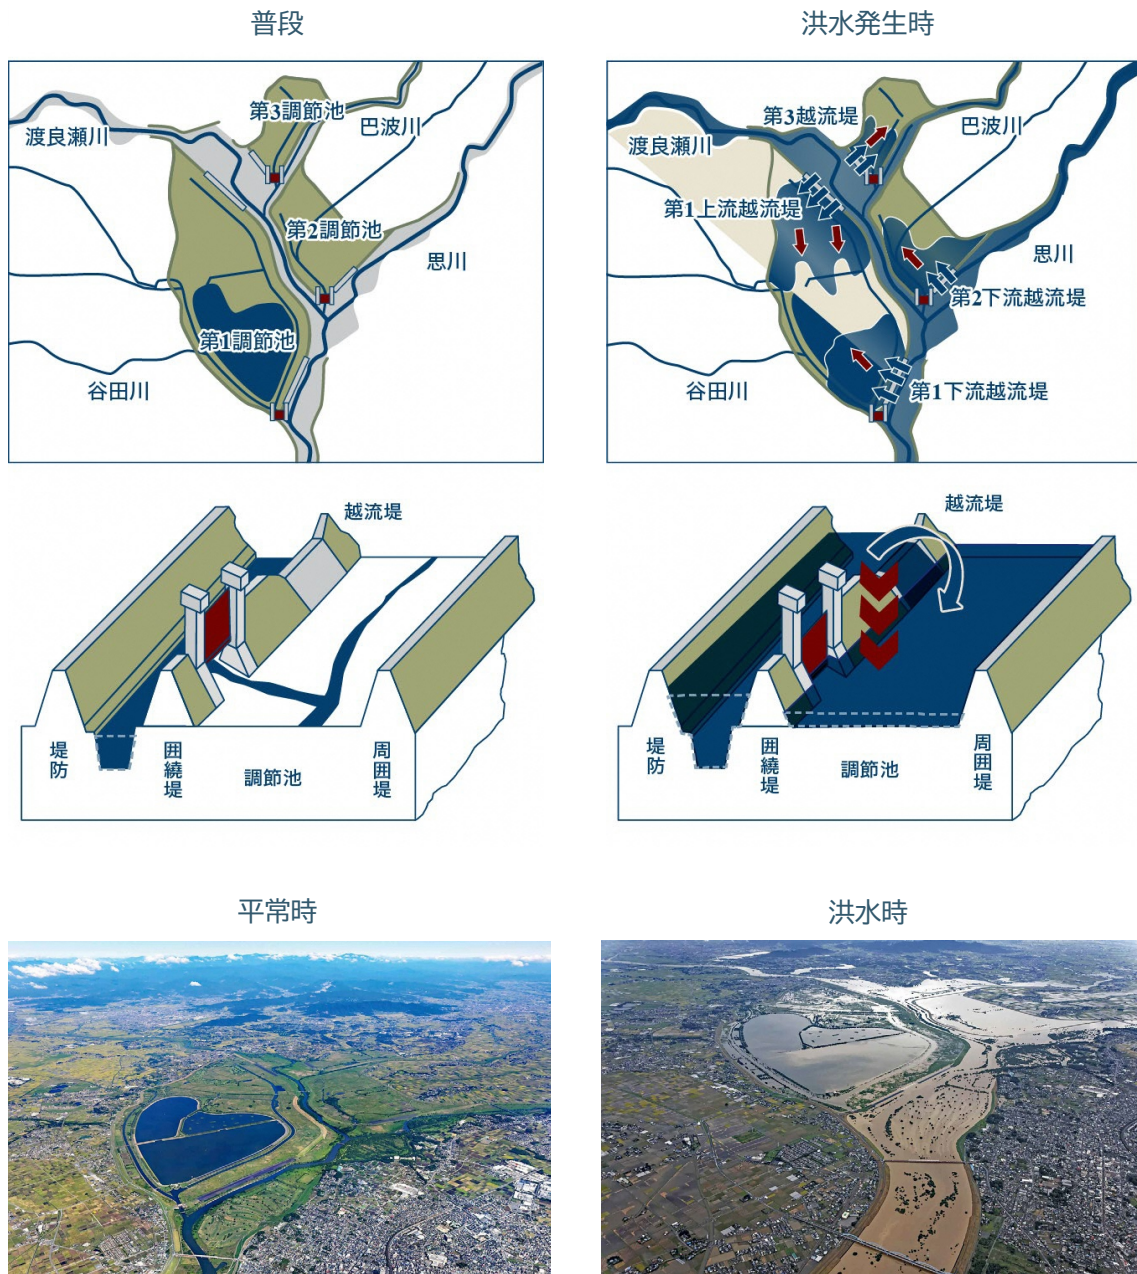 普段
洪水発生時
第3調節池
巴波川
渡良瀬川
第2調節池
思川
第1調節池
谷田川
第3越流堤
巴波川
渡良瀬川
第1上流越流堤
思川
第2下流越流堤
谷田川
第1下流越流堤
越流堤
堤防
囲繞堤
調節池
周囲堤
越流堤
堤防
囲繞堤
調節池
周囲堤
平常時
洪水時